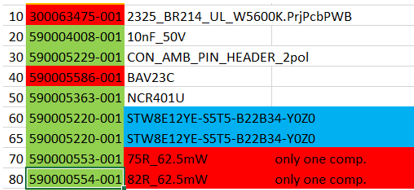 10 300063475-001 2325_BR214_UL_W5600K.PrjPcbPWB
20 590004008-001 10nF_50V
30 590005229-001 CON_AMB_PIN_HEADER_2pol
40 590005586-001 BAV23C
50 590005363-001 NCR401U
60 590005220-001 STW8E12YE-S5T5-B22B34-Y0Z0
65 590005220-001 STW8E12YE-S5T5-B22B34-Y0Z0
70 590000553-001 75R_62.5mW only one comp.
80 590000554-001 82R_62.5mW only one comp.